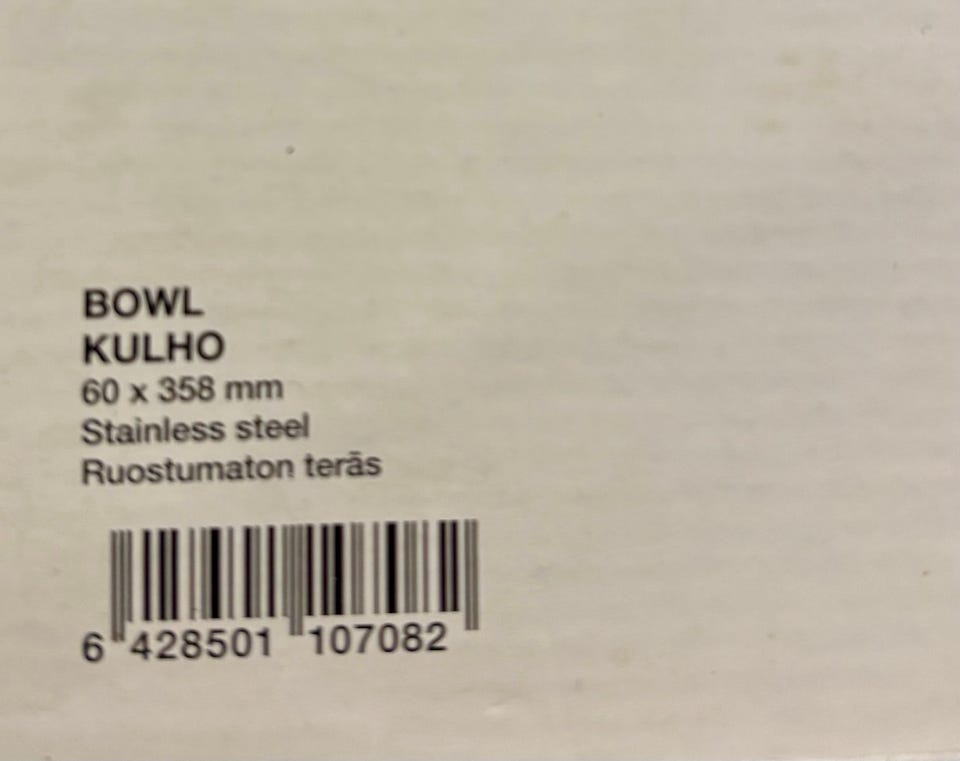 BOWL
KULHO
60 x 358 mm
Stainless steel
Ruostumaton teräs
6 428501 107082